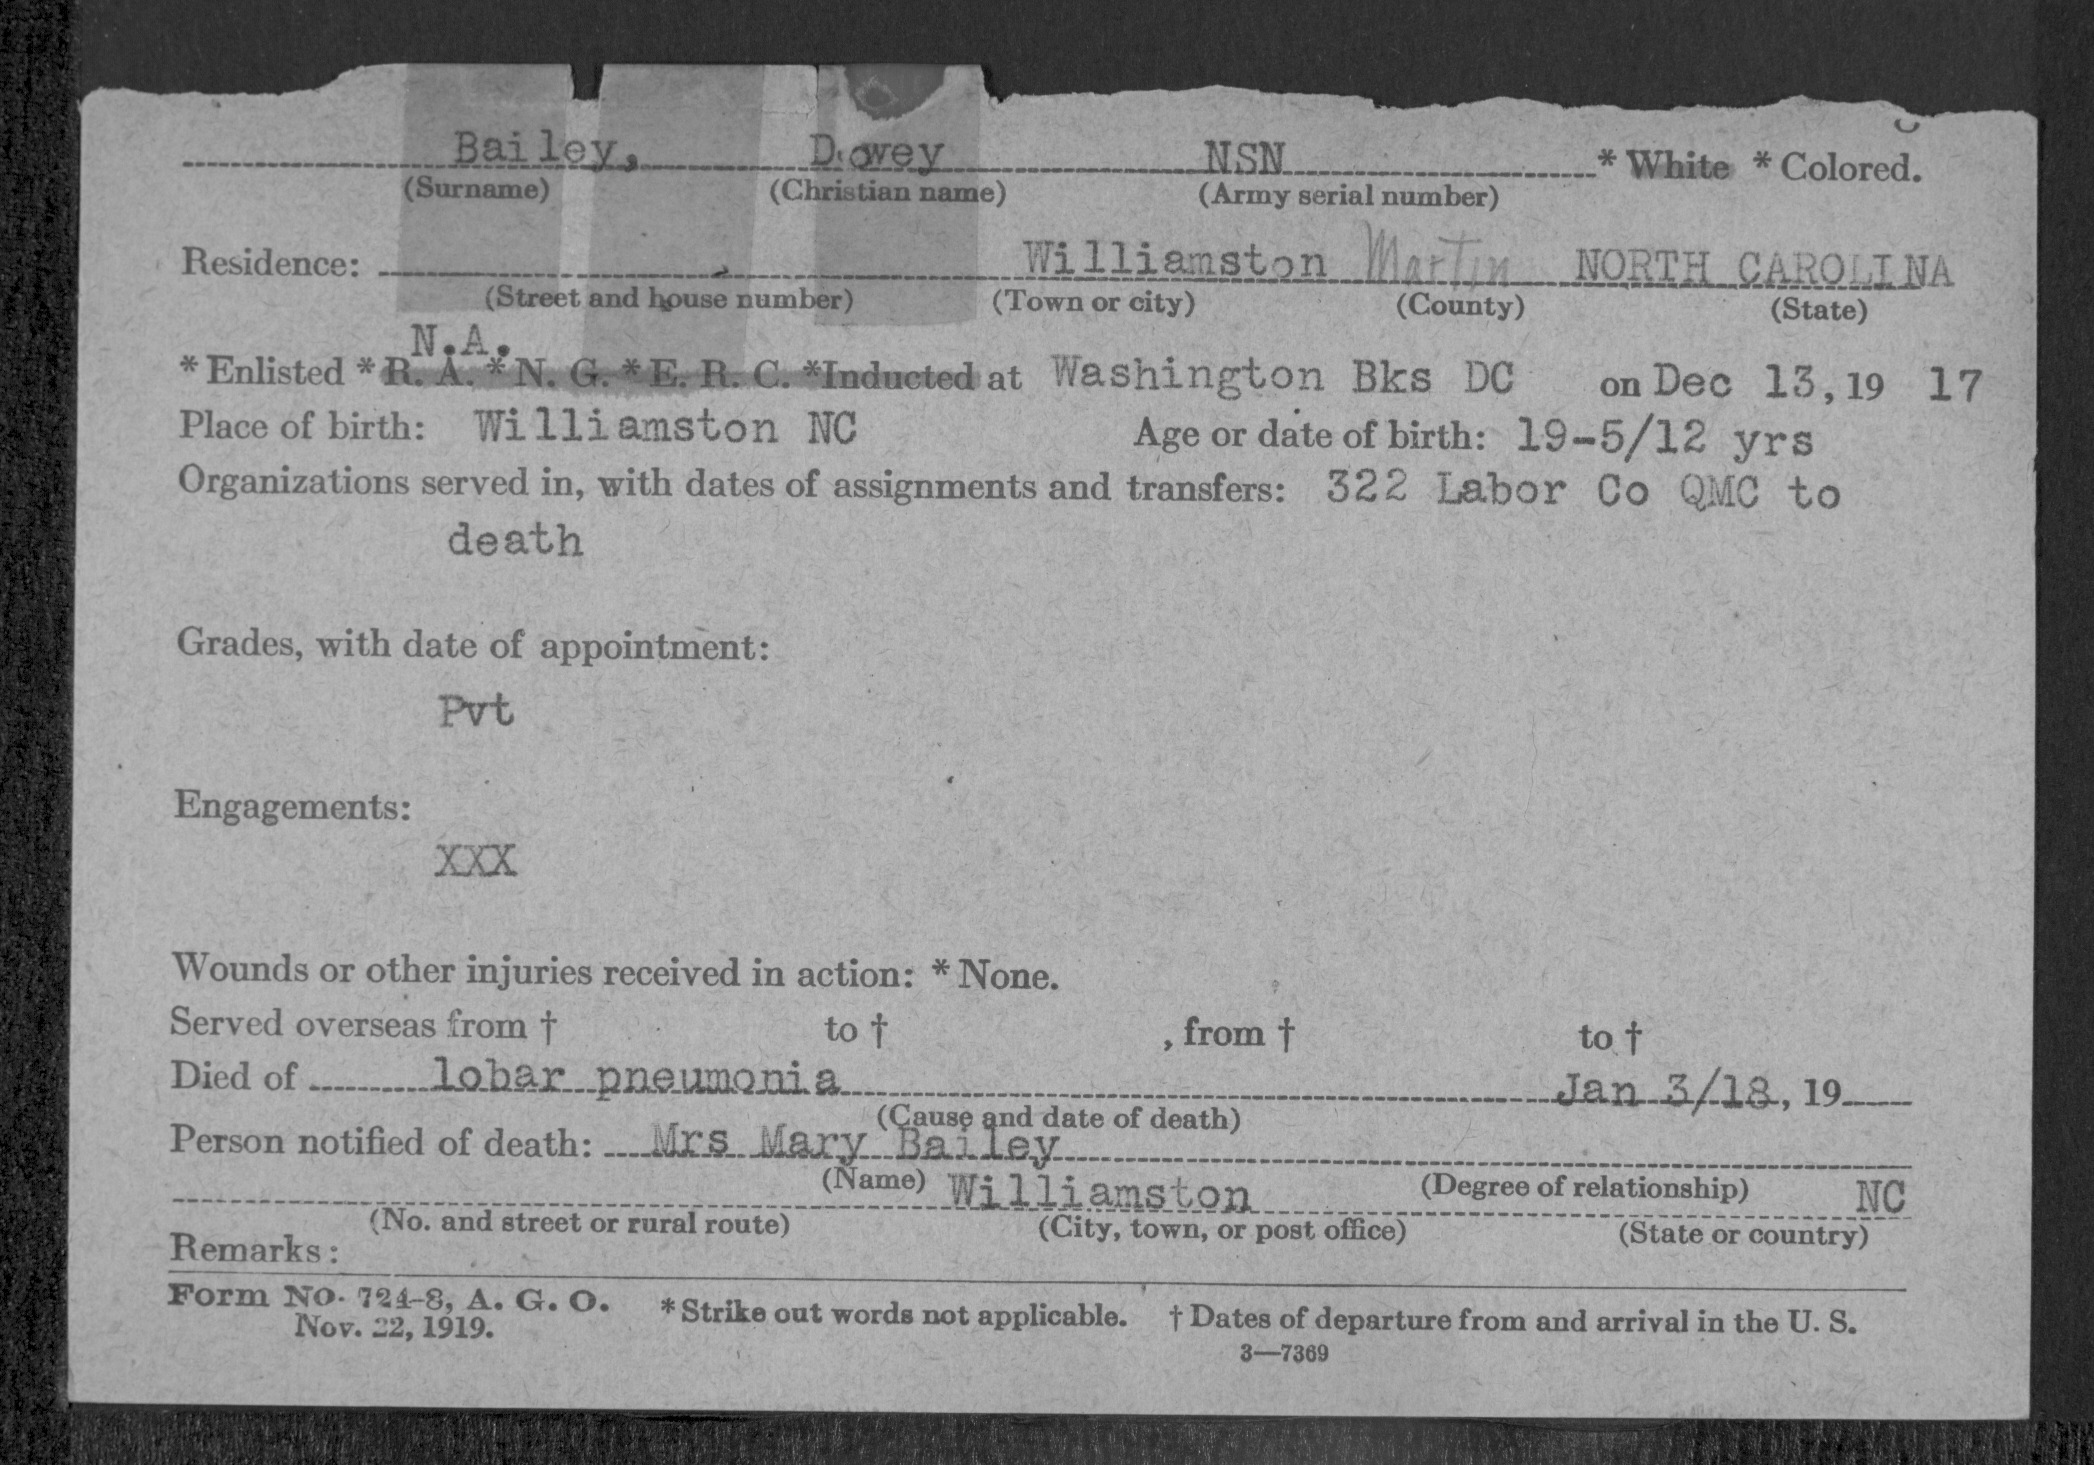 Bailey, Dewey NSN * White * Colored.
(Surname) (Christian name) (Army serial number)
Residence: Williamston Martin NORTH CAROLINA
(Street and house number) (Town or city) (County) (State)
N.A.
* Enlisted * R. A. * N. G. * E. R. C. * Inducted at Washington Bks DC on Dec 13, 19 17
Place of birth: Williamston NC Age or date of birth: 19-5/12 yrs
Organizations served in, with dates of assignments and transfers: 322 Labor Co QMC to
death
Grades, with date of appointment:
Pvt
Engagements:
XXX
Wounds or other injuries received in action: * None.
Served overseas from † to † , from † to †
Died of lobar pneumonia Jan 3/18, 19
(Cause and date of death)
Person notified of death: Mrs Mary Bailey
(Name) (Degree of relationship)
Williamston NC
(No. and street or rural route) (City, town, or post office) (State or country)
Remarks:
Form No. 724-8, A. G. O. * Strike out words not applicable. † Dates of departure from and arrival in the U. S.
Nov. 22, 1919.
3—7369